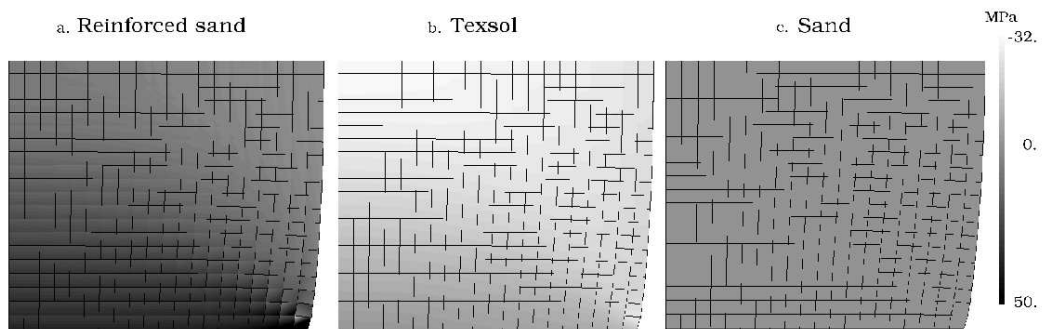 a. Reinforced sand
b. Texsol
c. Sand
MPa
-32.
0.
50.